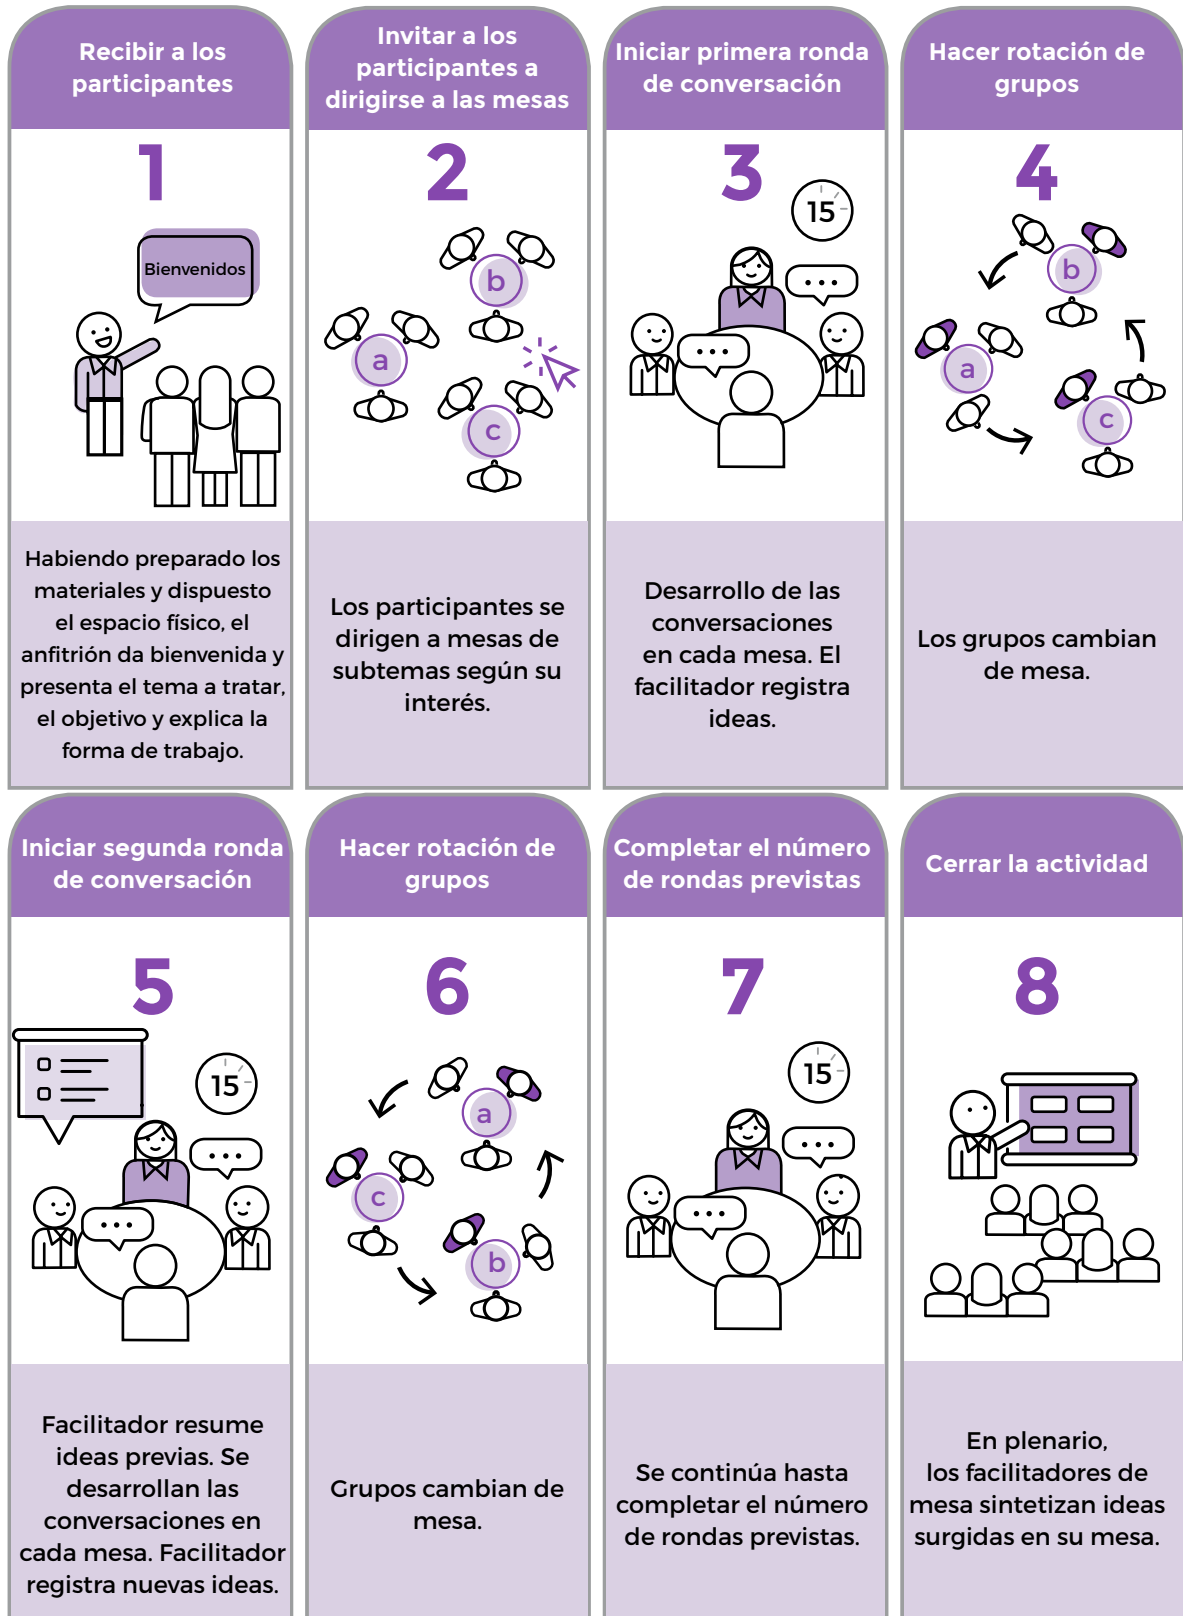 Recibir a los
participantes
1
Bienvenidos
Habiendo preparado los
materiales y dispuesto
el espacio físico, el
anfitrión da bienvenida y
presenta el tema a tratar,
el objetivo y explica la
forma de trabajo.
Invitar a los
participantes a
dirigirse a las mesas
2
b
a
c
Los participantes se
dirigen a mesas de
subtemas según su
interés.
Iniciar primera ronda
de conversación
3
15
...
...
Desarrollo de las
conversaciones
en cada mesa. El
facilitador registra
ideas.
Hacer rotación de
grupos
4
b
a
c
Los grupos cambian
de mesa.
Iniciar segunda ronda
de conversación
5
15
...
...
Facilitador resume
ideas previas. Se
desarrollan las
conversaciones en
cada mesa. Facilitador
registra nuevas ideas.
Hacer rotación de
grupos
6
a
c
b
Grupos cambian de
mesa.
Completar el número
de rondas previstas
7
15
...
...
Se continúa hasta
completar el número
de rondas previstas.
Cerrar la actividad
8
En plenario,
los facilitadores de
mesa sintetizan ideas
surgidas en su mesa.